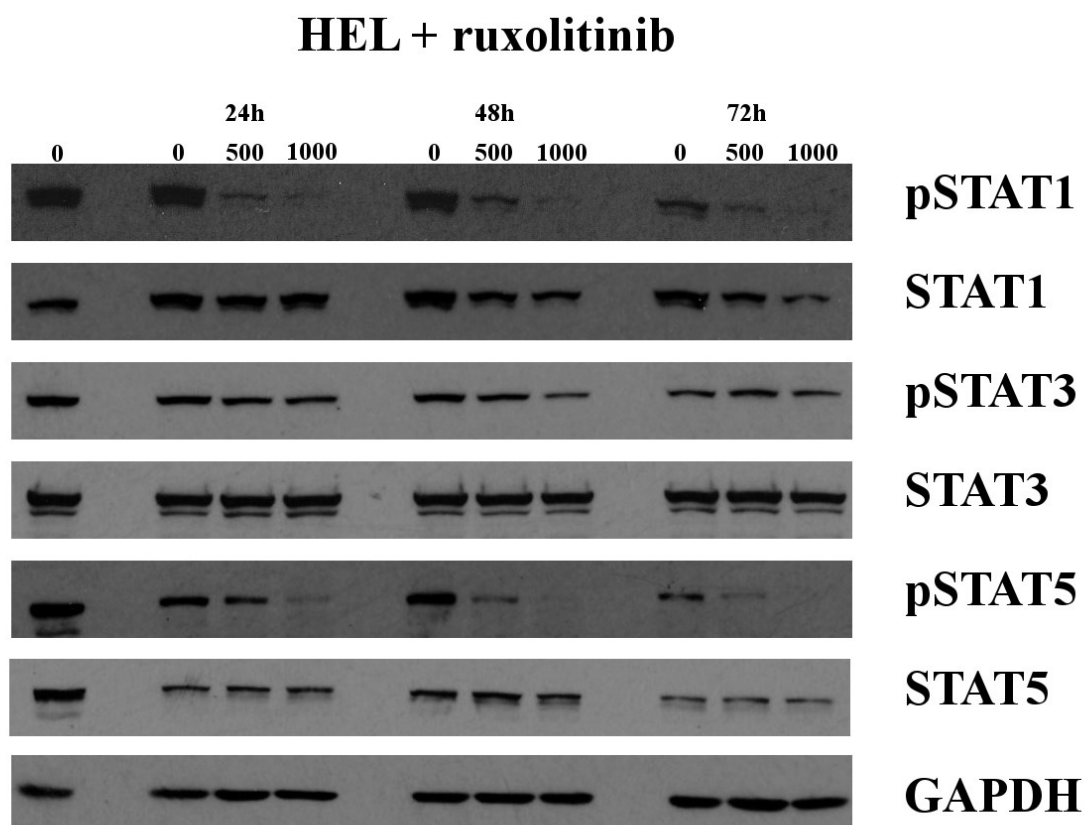 HEL + ruxolitinib
24h 48h 72h
0 0 500 1000 0 500 1000 0 500 1000
pSTAT1
STAT1
pSTAT3
STAT3
pSTAT5
STAT5
GAPDH